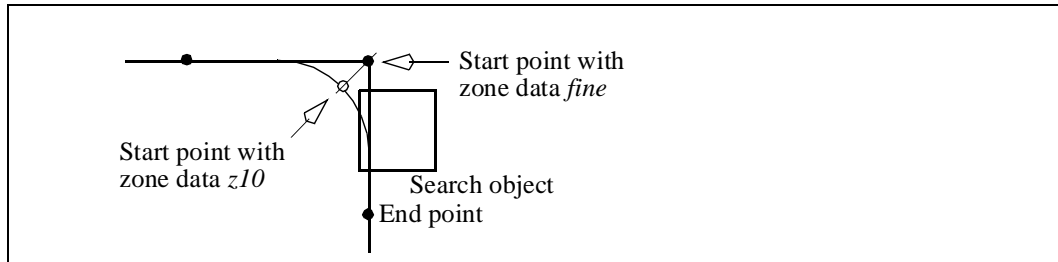 Start point with
zone data fine
Start point with
zone data z10
Search object
End point